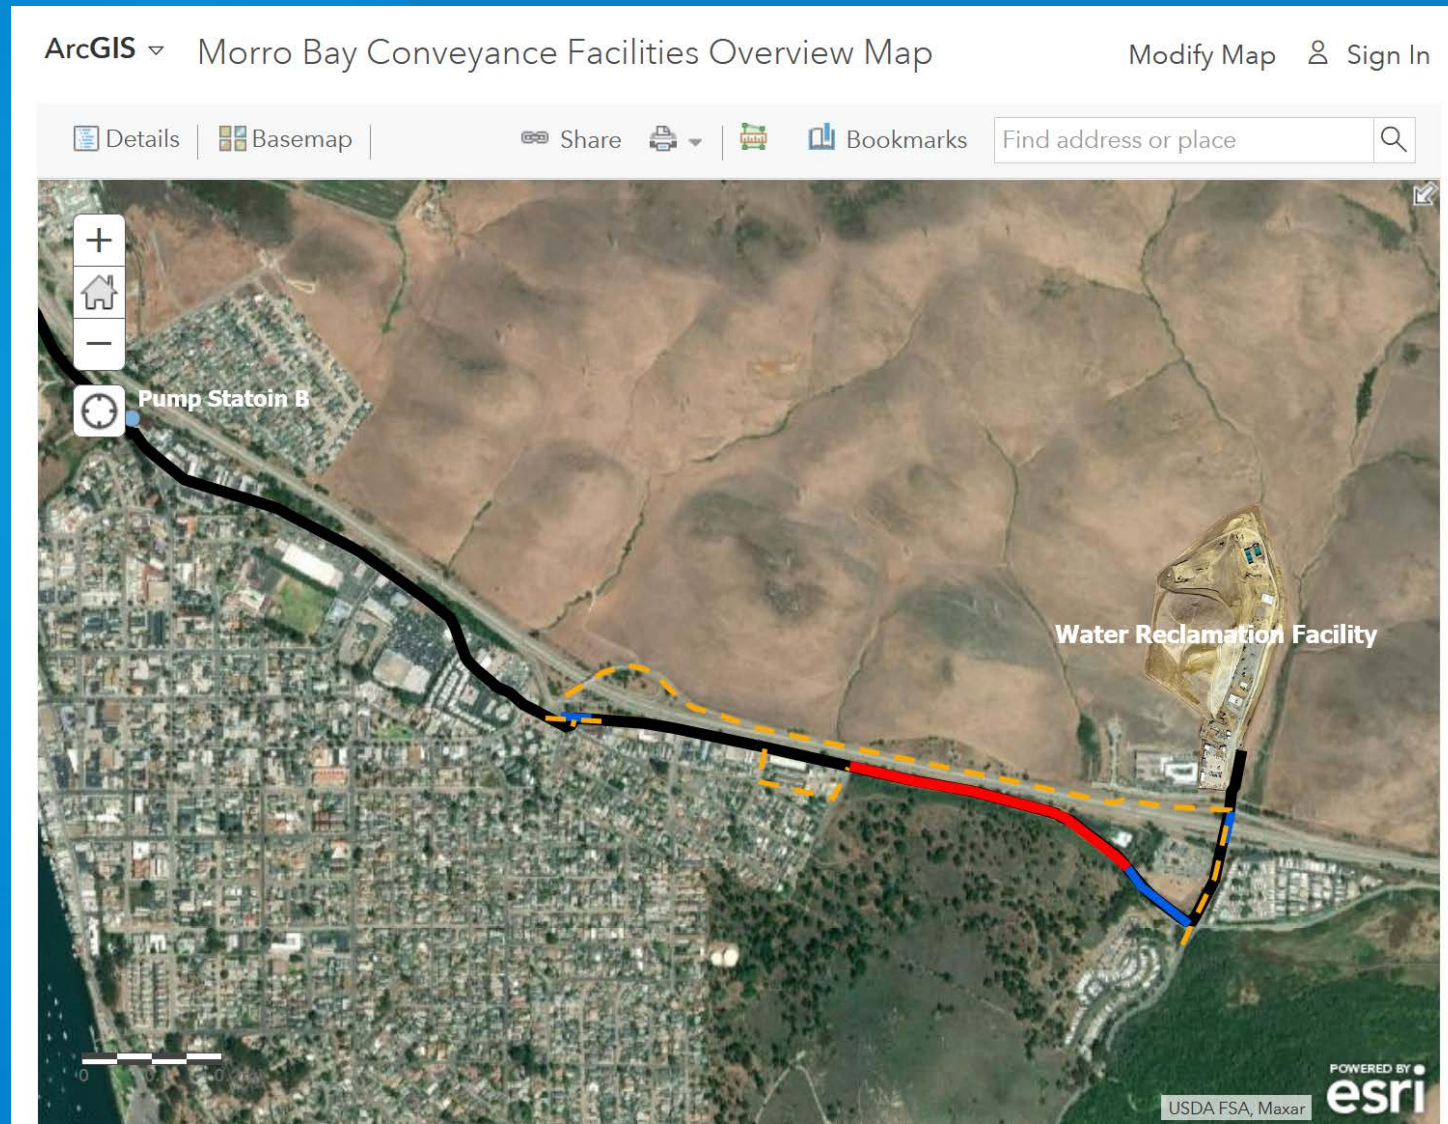 ArcGIS Morro Bay Conveyance Facilities Overview Map Modify Map Sign In
Details Basemap Share Bookmarks Find address or place
Pump Statoin B
Water Reclamation Facility
0
POWERED BY
esri
USDA FSA, Maxar